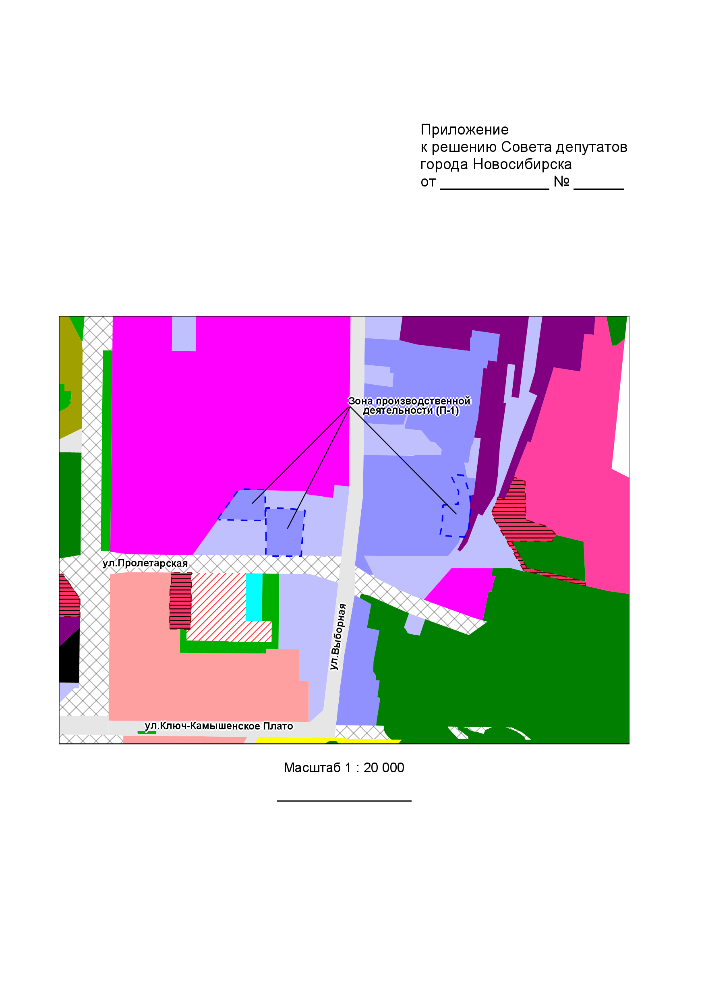 Приложение
к решению Совета депутатов
города Новосибирска
от _____________ № ______
Зона производственной
деятельности (П-1)
ул.Пролетарская
ул.Выборная
ул.Ключ-Камышенское Плато
Масштаб 1 : 20 000